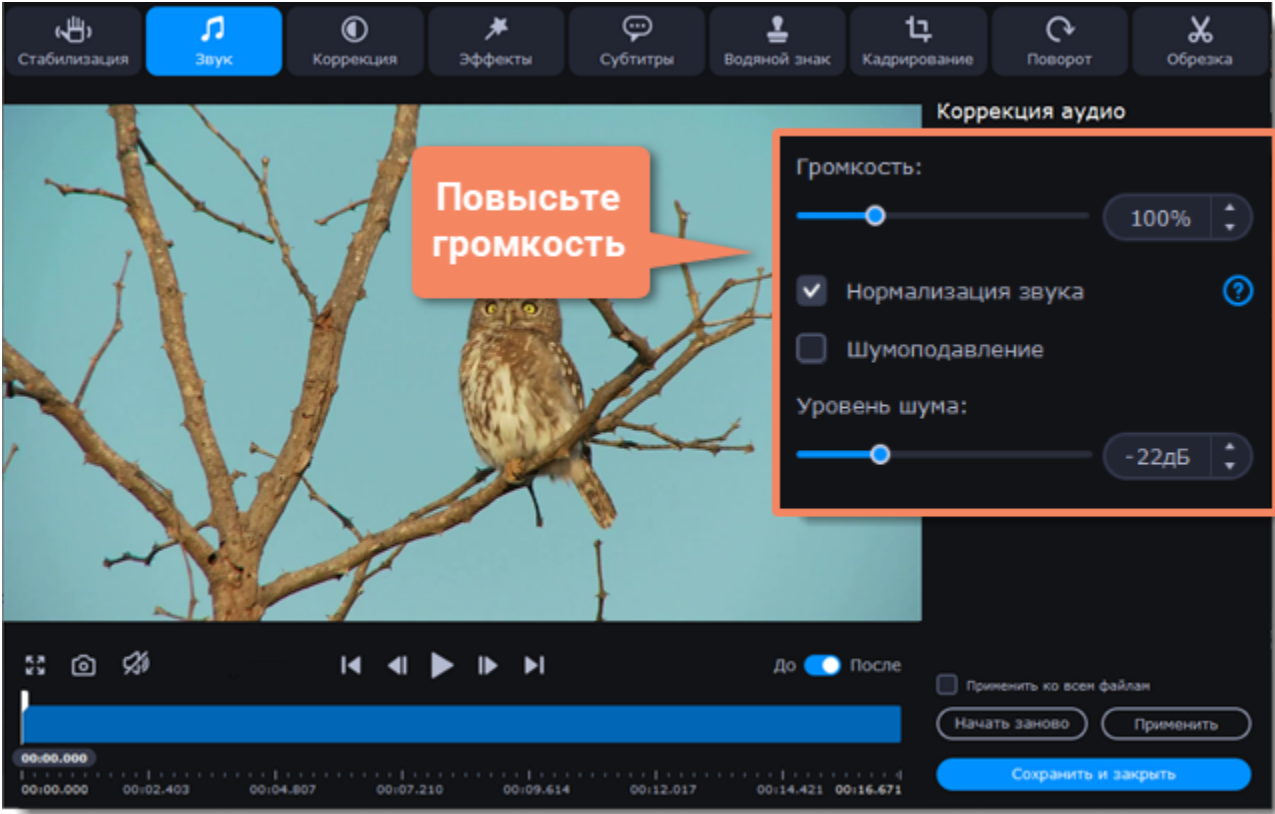 Стабилизация
Звук
Коррекция
Эффекты
Субтитры
Водяной знак
Кадрирование
Поворот
Обрезка
Коррекция аудио
Повысьте
громкость
Громкость:
100%
Нормализация звука
?
Шумоподавление
Уровень шума:
-22дБ
До
После
Применить ко всем файлам
Начать заново
Применить
Сохранить и закрыть
00:00.000
00:00.000
00:02.403
00:04.807
00:07.210
00:09.614
00:12.017
00:14.421
00:16.671